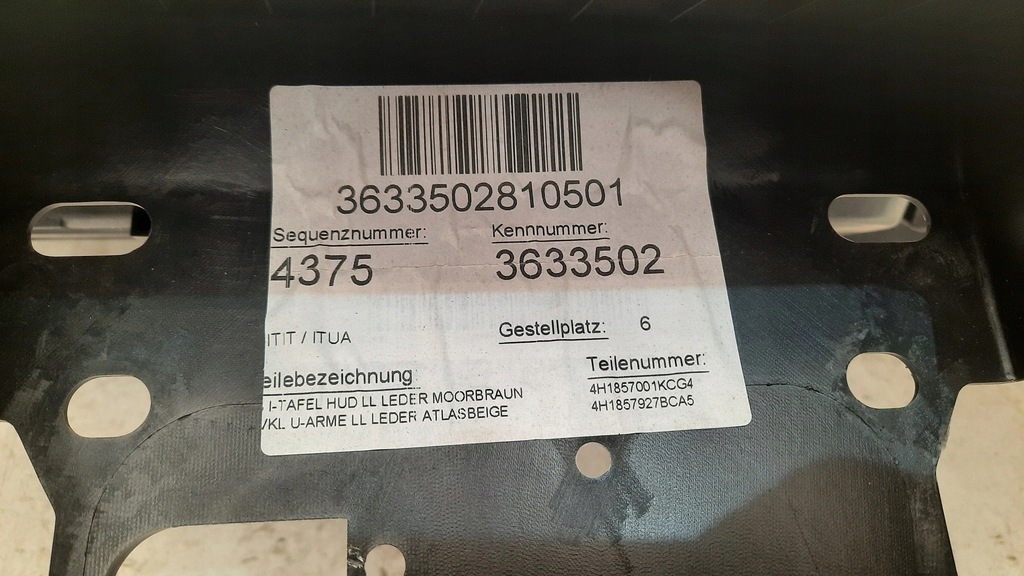 3633502810501
Sequenznummer: Kennnummer:
4375 3633502
ITIT / ITUA Gestellplatz: 6
eilebezeichnung Teilenummer:
I-TAFEL HUD LL LEDER MOORBRAUN 4H1857001KCG4
VKL U-ARME LL LEDER ATLASBEIGE 4H1857927BCA5